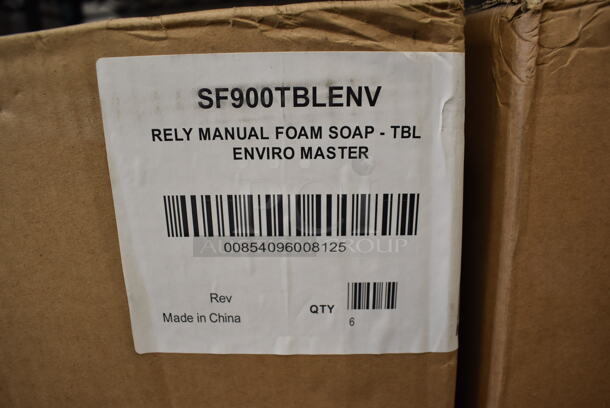 SF900TBLENV
RELY MANUAL FOAM SOAP - TBL
ENVIRO MASTER
00854096008125
Rev
Made in China
QTY
6